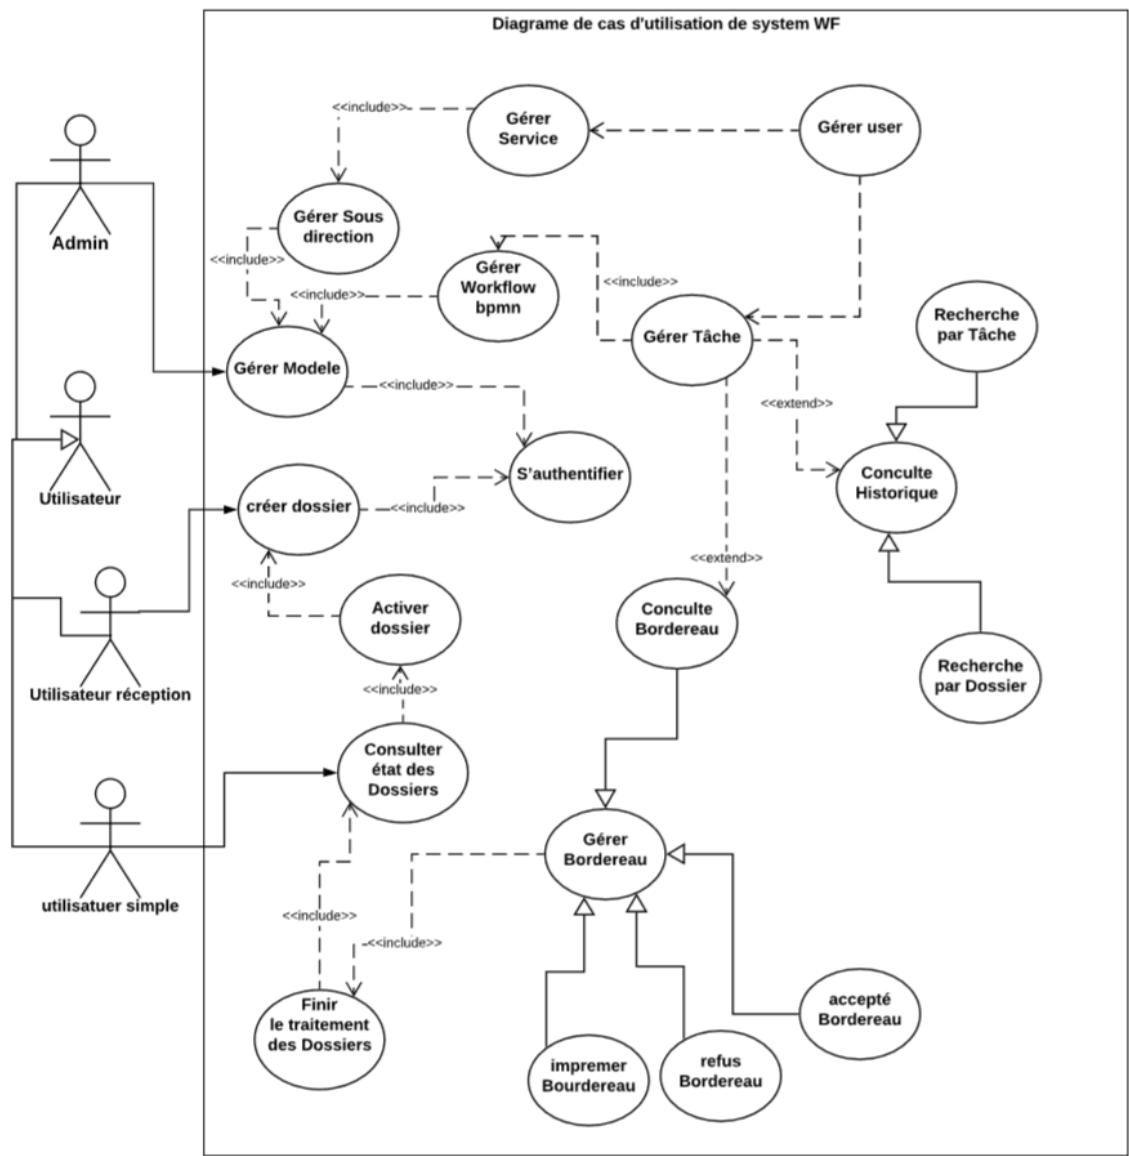 Diagrame de cas d'utilisation de system WF
<<include>>
Gérer
Service
Gérer user
Admin
Gérer Sous
direction
<<include>>
Gérer
Workflow
bpmn
<<include>>
<<include>>
Gérer Tâche
Recherche
par Tâche
Gérer Modele
<<include>>
<<extend>>
Utilisateur
créer dossier
<<include>>
S'authentifier
Conculte
Historique
<<include>>
Activer
dossier
<<extend>>
Conculte
Bordereau
Recherche
par Dossier
Utilisateur réception
<<include>>
Consulter
état des
Dossiers
utilisatuer simple
Gérer
Bordereau
<<include>>
<<include>>
Finir
le traitement
des Dossiers
accepté
Bordereau
impremer
Bourdereau
refus
Bordereau